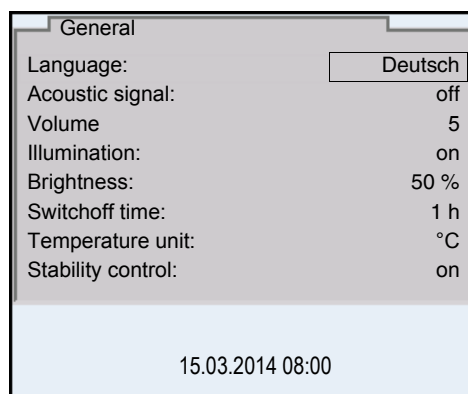 General
Language: Deutsch
Acoustic signal: off
Volume 5
Illumination: on
Brightness: 50 %
Switchoff time: 1 h
Temperature unit: °C
Stability control: on
15.03.2014 08:00